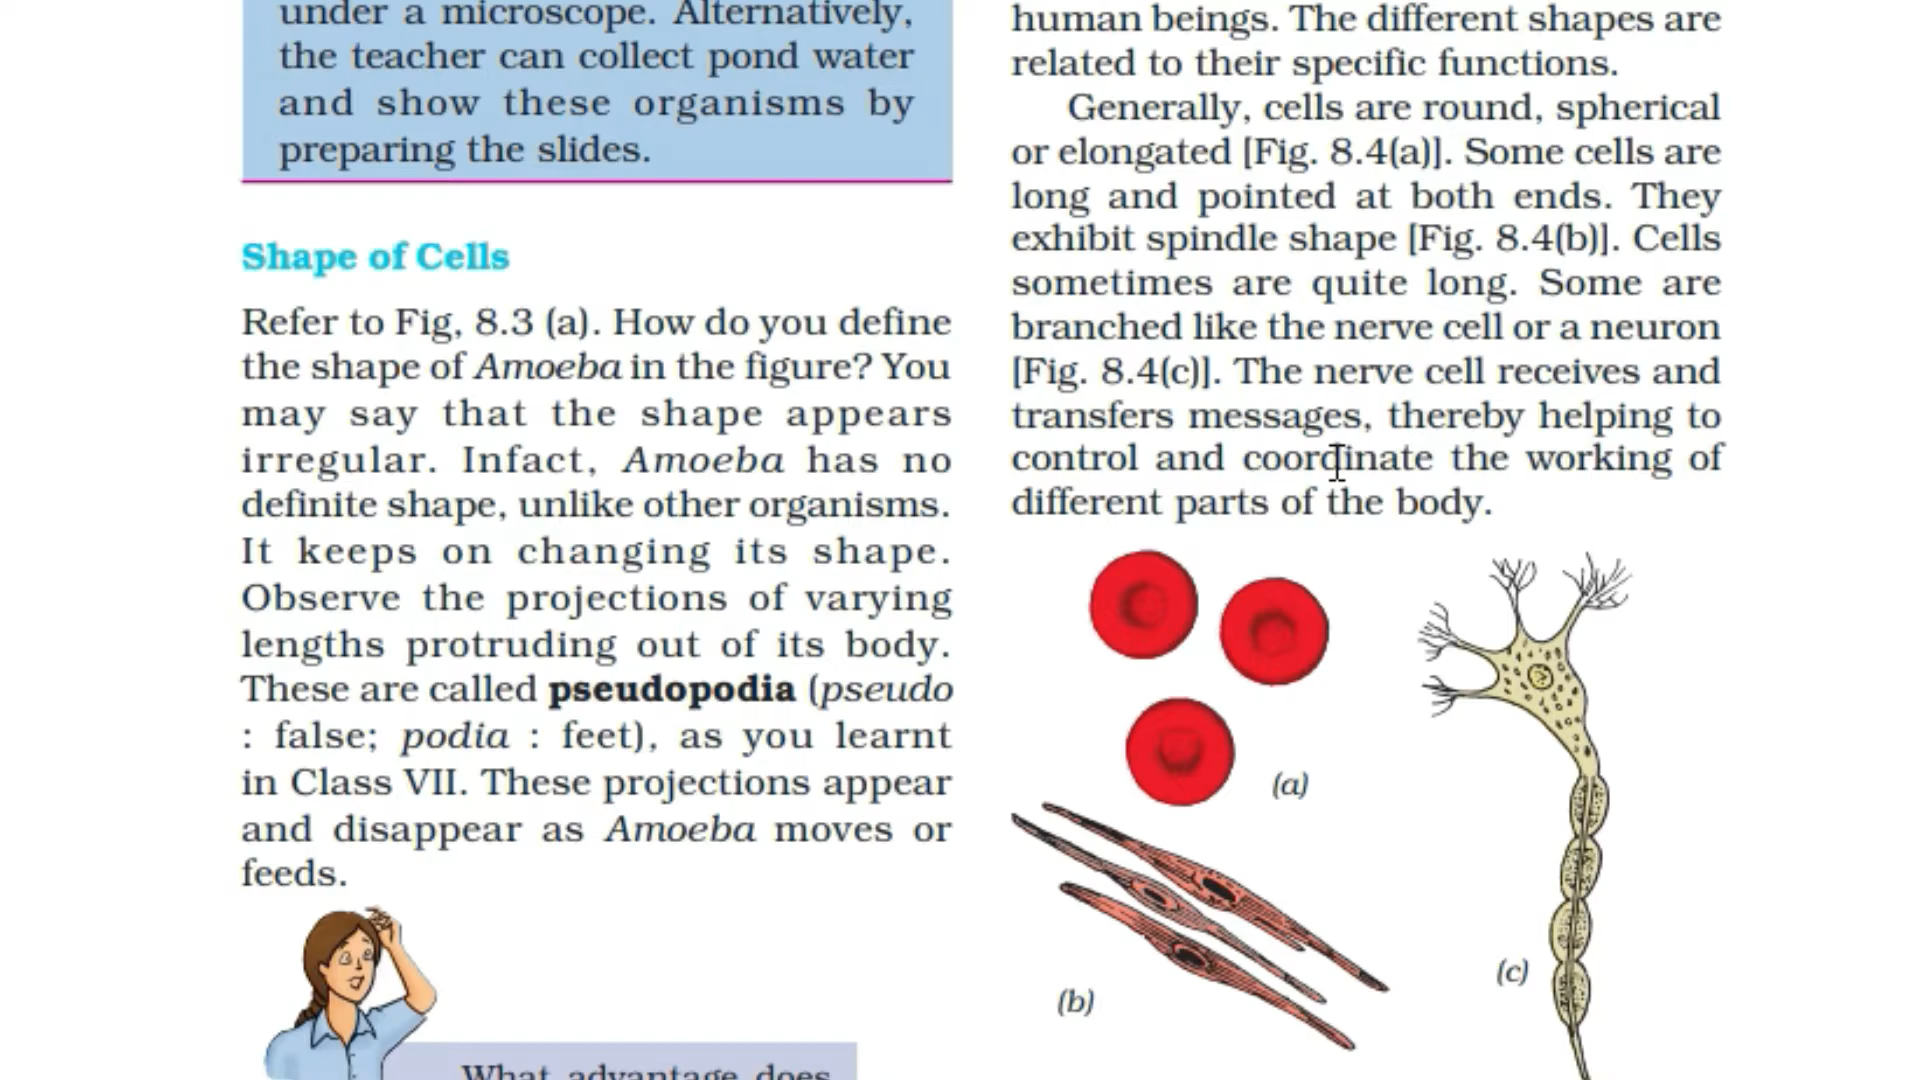 under a microscope. Alternatively,
the teacher can collect pond water
and show these organisms by
preparing the slides.
Shape of Cells
Refer to Fig, 8.3 (a). How do you define
the shape of Amoeba in the figure? You
may say that the shape appears
irregular. Infact, Amoeba has no
definite shape, unlike other organisms.
It keeps on changing its shape.
Observe the projections of varying
lengths protruding out of its body.
These are called pseudopodia (pseudo
: false; podia : feet), as you learnt
in Class VII. These projections appear
and disappear as Amoeba moves or
feeds.
What advantage does
human beings. The different shapes are
related to their specific functions.
Generally, cells are round, spherical
or elongated [Fig. 8.4(a)]. Some cells are
long and pointed at both ends. They
exhibit spindle shape [Fig. 8.4(b)]. Cells
sometimes are quite long. Some are
branched like the nerve cell or a neuron
[Fig. 8.4(c)]. The nerve cell receives and
transfers messages, thereby helping to
control and coordinate the working of
different parts of the body.
(a)
(b)
(c)